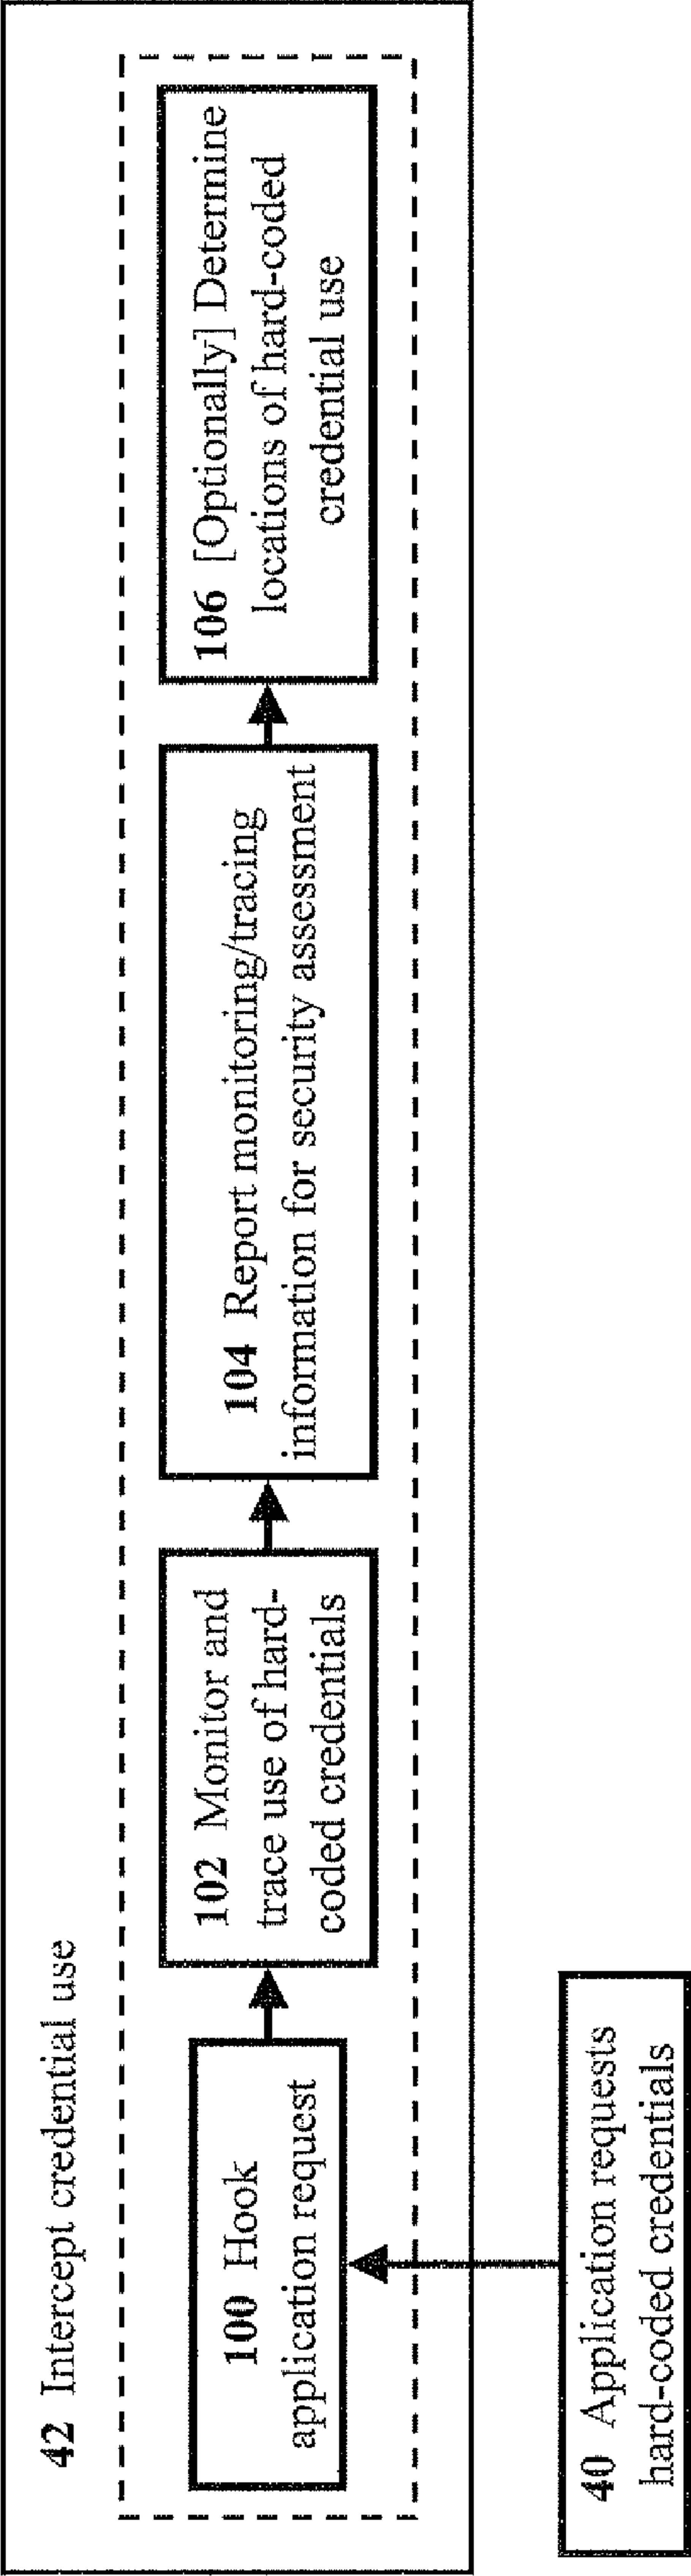 42 Intercept credential use
100 Hook
application request
102 Monitor and
trace use of hard-
coded credentials
104 Report monitoring/tracing
information for security assessment
106 [Optionally] Determine
locations of hard-coded
credential use
40 Application requests
hard-coded credentials